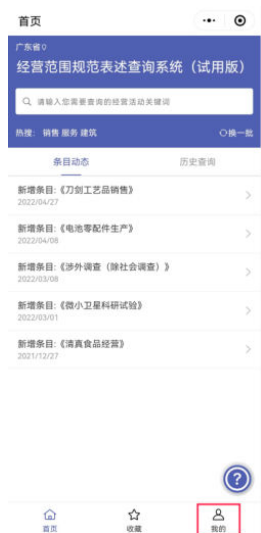 首页
广东省
经营范围规范表述查询系统（试用版）
请输入您需要查询的经营活动关键词
热搜： 销售 服务 建筑 换一批
条目动态 历史查询
新增条目:《刀剑工艺品销售》
2022/04/27
新增条目:《电池零配件生产》
2022/04/08
新增条目:《涉外调查（除社会调查）》
2022/03/08
新增条目:《微小卫星科研试验》
2022/03/01
新增条目:《清真食品经营》
2021/12/27
?
首页 收藏 我的